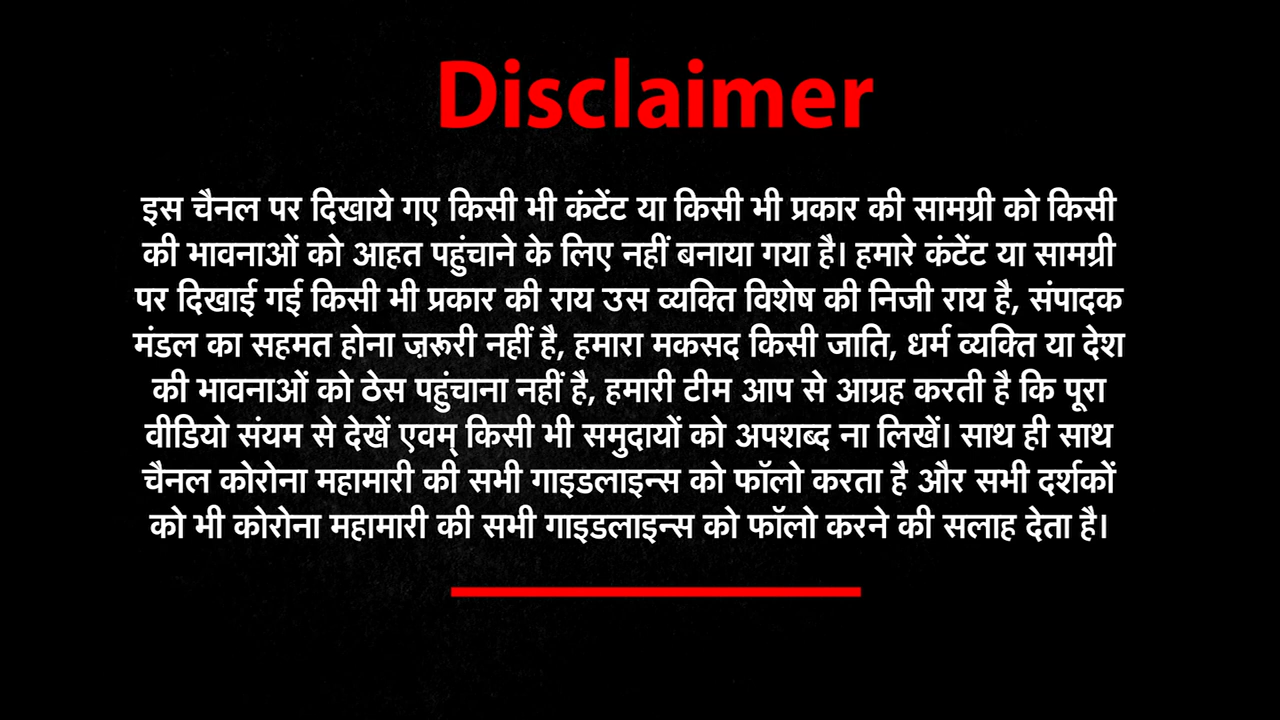 Disclaimer
इस चैनल पर दिखाये गए किसी भी कंटेंट या किसी भी प्रकार की सामग्री को किसी
की भावनाओं को आहत पहुंचाने के लिए नहीं बनाया गया है। हमारे कंटेंट या सामग्री
पर दिखाई गई किसी भी प्रकार की राय उस व्यक्ति विशेष की निजी राय है, संपादक
मंडल का सहमत होना ज़रूरी नहीं है, हमारा मकसद किसी जाति, धर्म व्यक्ति या देश
की भावनाओं को ठेस पहुंचाना नहीं है, हमारी टीम आप से आग्रह करती है कि पूरा
वीडियो संयम से देखें एवम् किसी भी समुदायों को अपशब्द ना लिखें। साथ ही साथ
चैनल कोरोना महामारी की सभी गाइडलाइन्स को फॉलो करता है और सभी दर्शकों
को भी कोरोना महामारी की सभी गाइडलाइन्स को फॉलो करने की सलाह देता है।